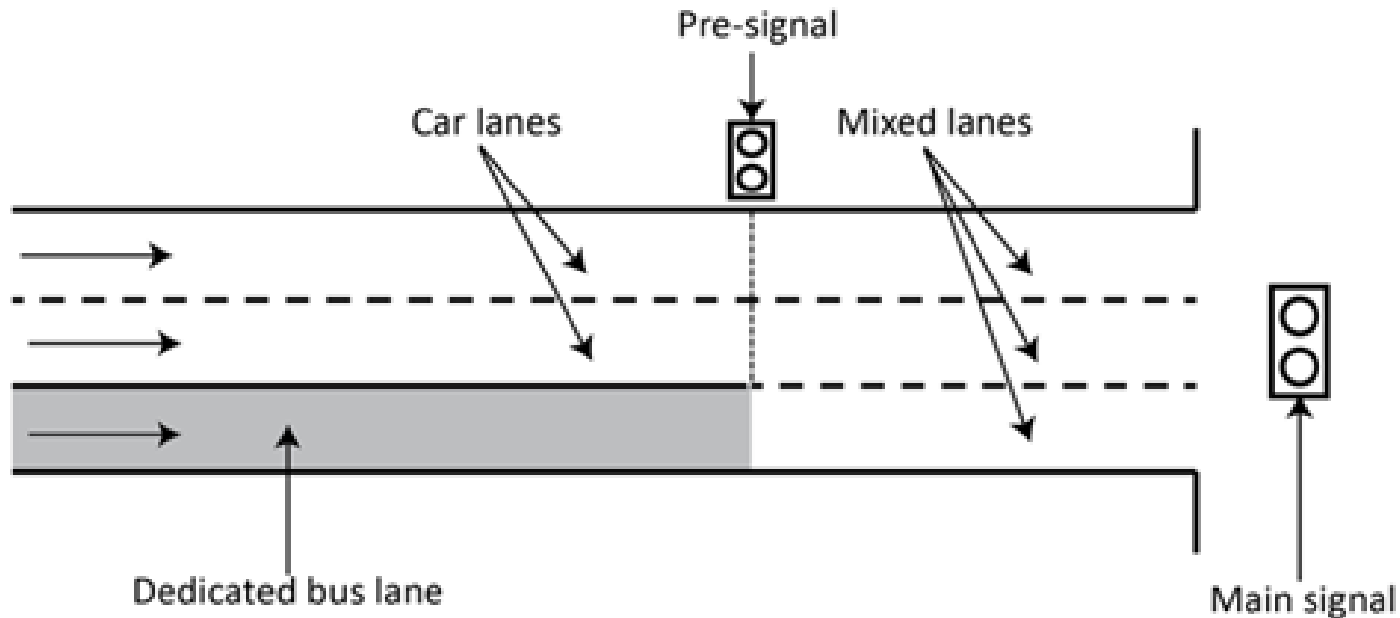 Pre-signal
Car lanes
Mixed lanes
Dedicated bus lane
Main signal